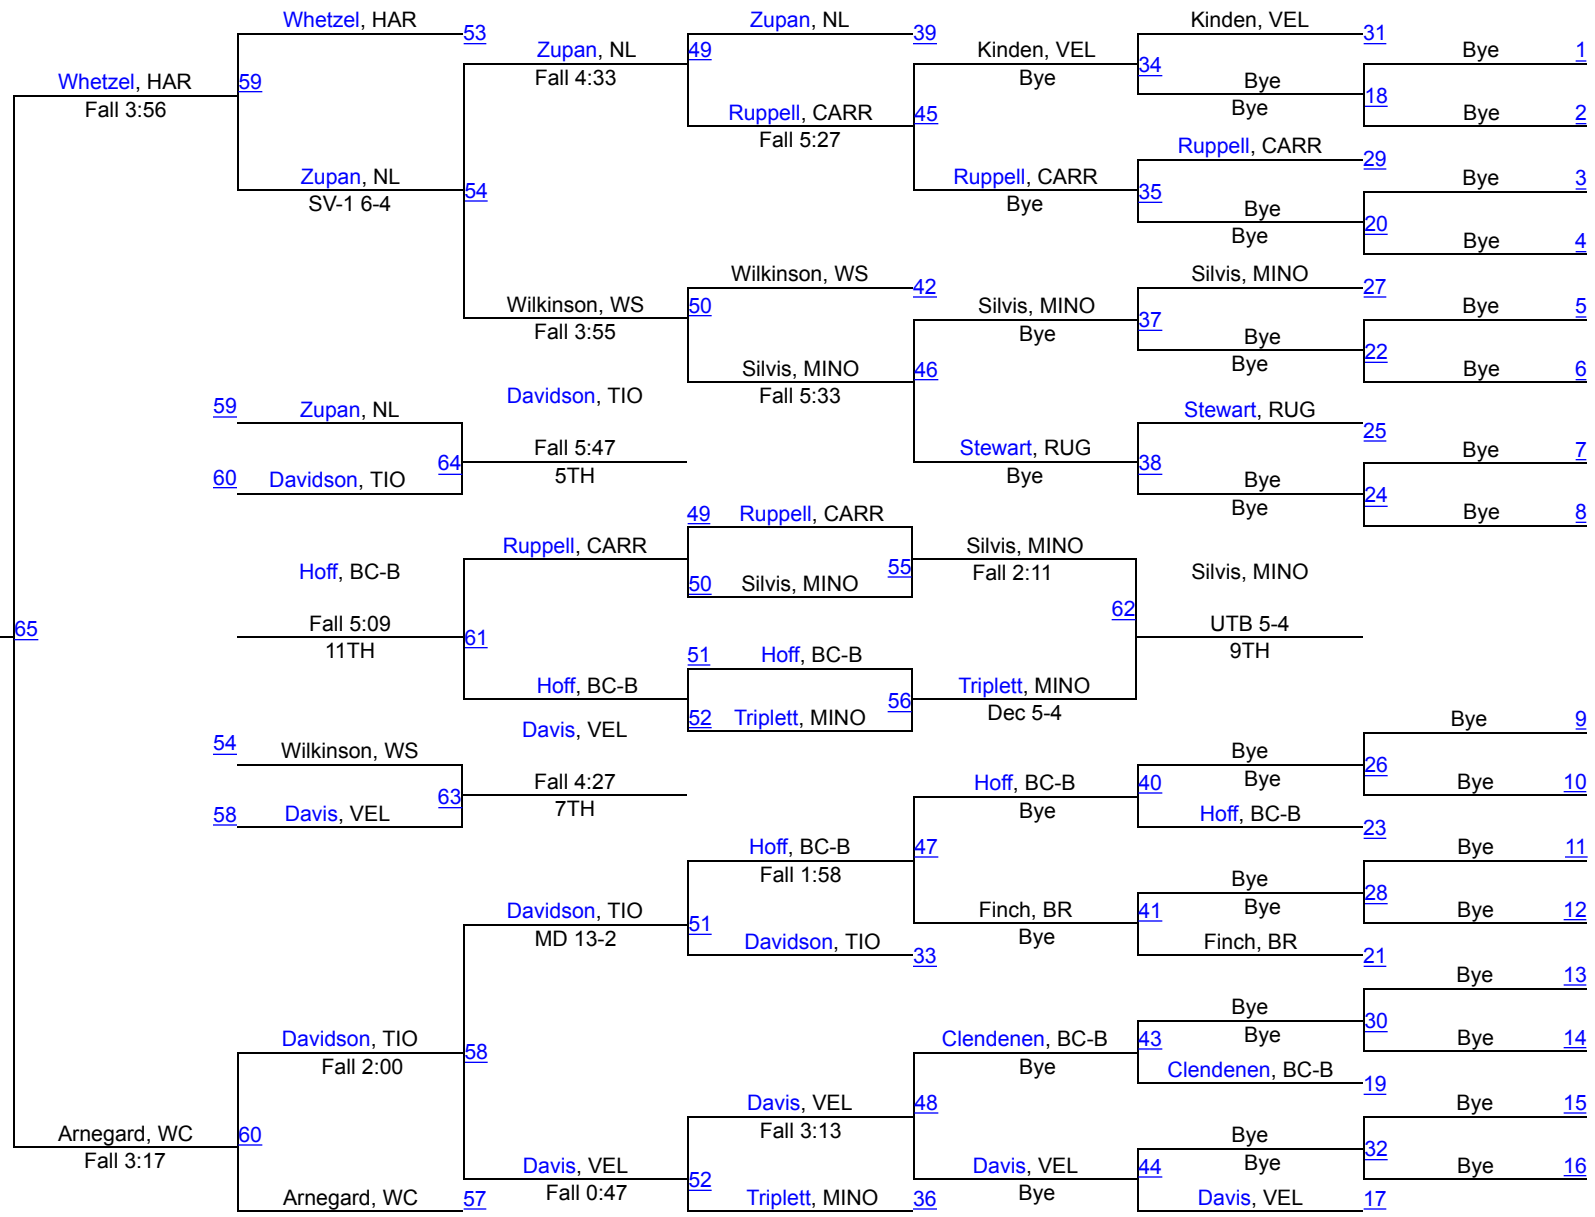 Whetzel, HAR
Zupan, NL
Kinden, VEL
53
39
31
Zupan, NL
49
Kinden, VEL
Bye
1
Whetzel, HAR
59
Fall 4:33
Bye
34
Bye
Fall 3:56
Bye
18
Ruppell, CARR
45
Bye
2
Fall 5:27
Ruppell, CARR
29
Zupan, NL
54
Ruppell, CARR
35
Bye
3
SV-1 6-4
Bye
Bye
20
Bye
Bye
4
Wilkinson, WS
42
Silvis, MINO
27
Wilkinson, WS
50
Silvis, MINO
37
Bye
5
Fall 3:55
Bye
Bye
22
Silvis, MINO
46
Bye
Bye
6
Davidson, TIO
Fall 5:33
59
Zupan, NL
Stewart, RUG
25
Fall 5:47
Stewart, RUG
38
Bye
7
60
Davidson, TIO
64
5TH
Bye
Bye
24
Bye
Bye
8
49
Ruppell, CARR
Ruppell, CARR
Silvis, MINO
Hoff, BC-B
50
Silvis, MINO
55
Fall 2:11
Silvis, MINO
62
65
Fall 5:09
61
UTB 5-4
11TH
9TH
51
Hoff, BC-B
Hoff, BC-B
Triplett, MINO
52
Triplett, MINO
56
Dec 5-4
Davis, VEL
Bye
9
54
Wilkinson, WS
Bye
26
Fall 4:27
Hoff, BC-B
40
Bye
Bye
10
58
Davis, VEL
63
7TH
Bye
Hoff, BC-B
23
Hoff, BC-B
47
Bye
11
Fall 1:58
Bye
28
Davidson, TIO
51
Finch, BR
41
Bye
Bye
12
MD 13-2
Davidson, TIO
33
Bye
Finch, BR
21
Bye
13
Bye
30
Davidson, TIO
58
Clendenen, BC-B
43
Bye
Bye
14
Fall 2:00
Bye
Clendenen, BC-B
19
Davis, VEL
48
Bye
15
Arnegard, WC
60
Fall 3:13
Bye
32
Fall 3:17
Davis, VEL
52
Davis, VEL
44
Bye
Bye
16
Arnegard, WC
57
Fall 0:47
Triplett, MINO
36
Bye
Davis, VEL
17